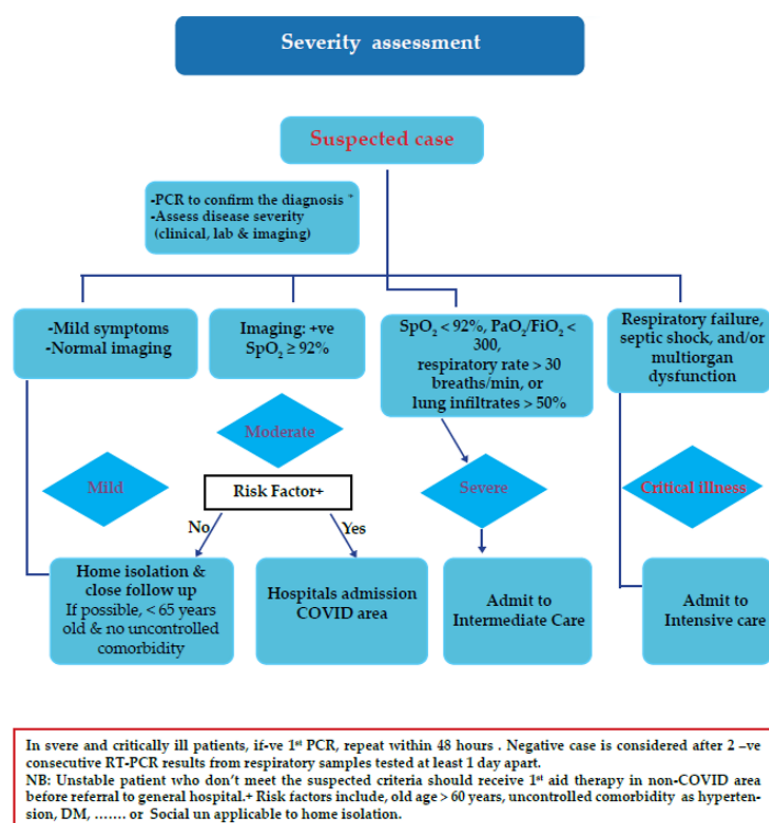 Severity assessment
Suspected case
-PCR to confirm the diagnosis *
-Assess disease severity
(clinical, lab & imaging)
-Mild symptoms
-Normal imaging
Imaging: +ve
SpO₂ ≥ 92%
SpO₂ < 92%, PaO₂/FiO₂ <
300,
respiratory rate > 30
breaths/min, or
lung infiltrates > 50%
Respiratory failure,
septic shock, and/or
multiorgan
dysfunction
Mild
Moderate
Severe
Critical illness
Risk Factor+
No
Yes
Home isolation &
close follow up
If possible, < 65 years
old & no uncontrolled
comorbidity
Hospitals admission
COVID area
Admit to
Intermediate Care
Admit to
Intensive care
In svere and critically ill patients, if-ve 1st PCR, repeat within 48 hours . Negative case is considered after 2 –ve
consecutive RT-PCR results from respiratory samples tested at least 1 day apart.
NB: Unstable patient who don't meet the suspected criteria should receive 1st aid therapy in non-COVID area
before referral to general hospital.+ Risk factors include, old age > 60 years, uncontrolled comorbidity as hyperten-
sion, DM, ……. or Social un applicable to home isolation.